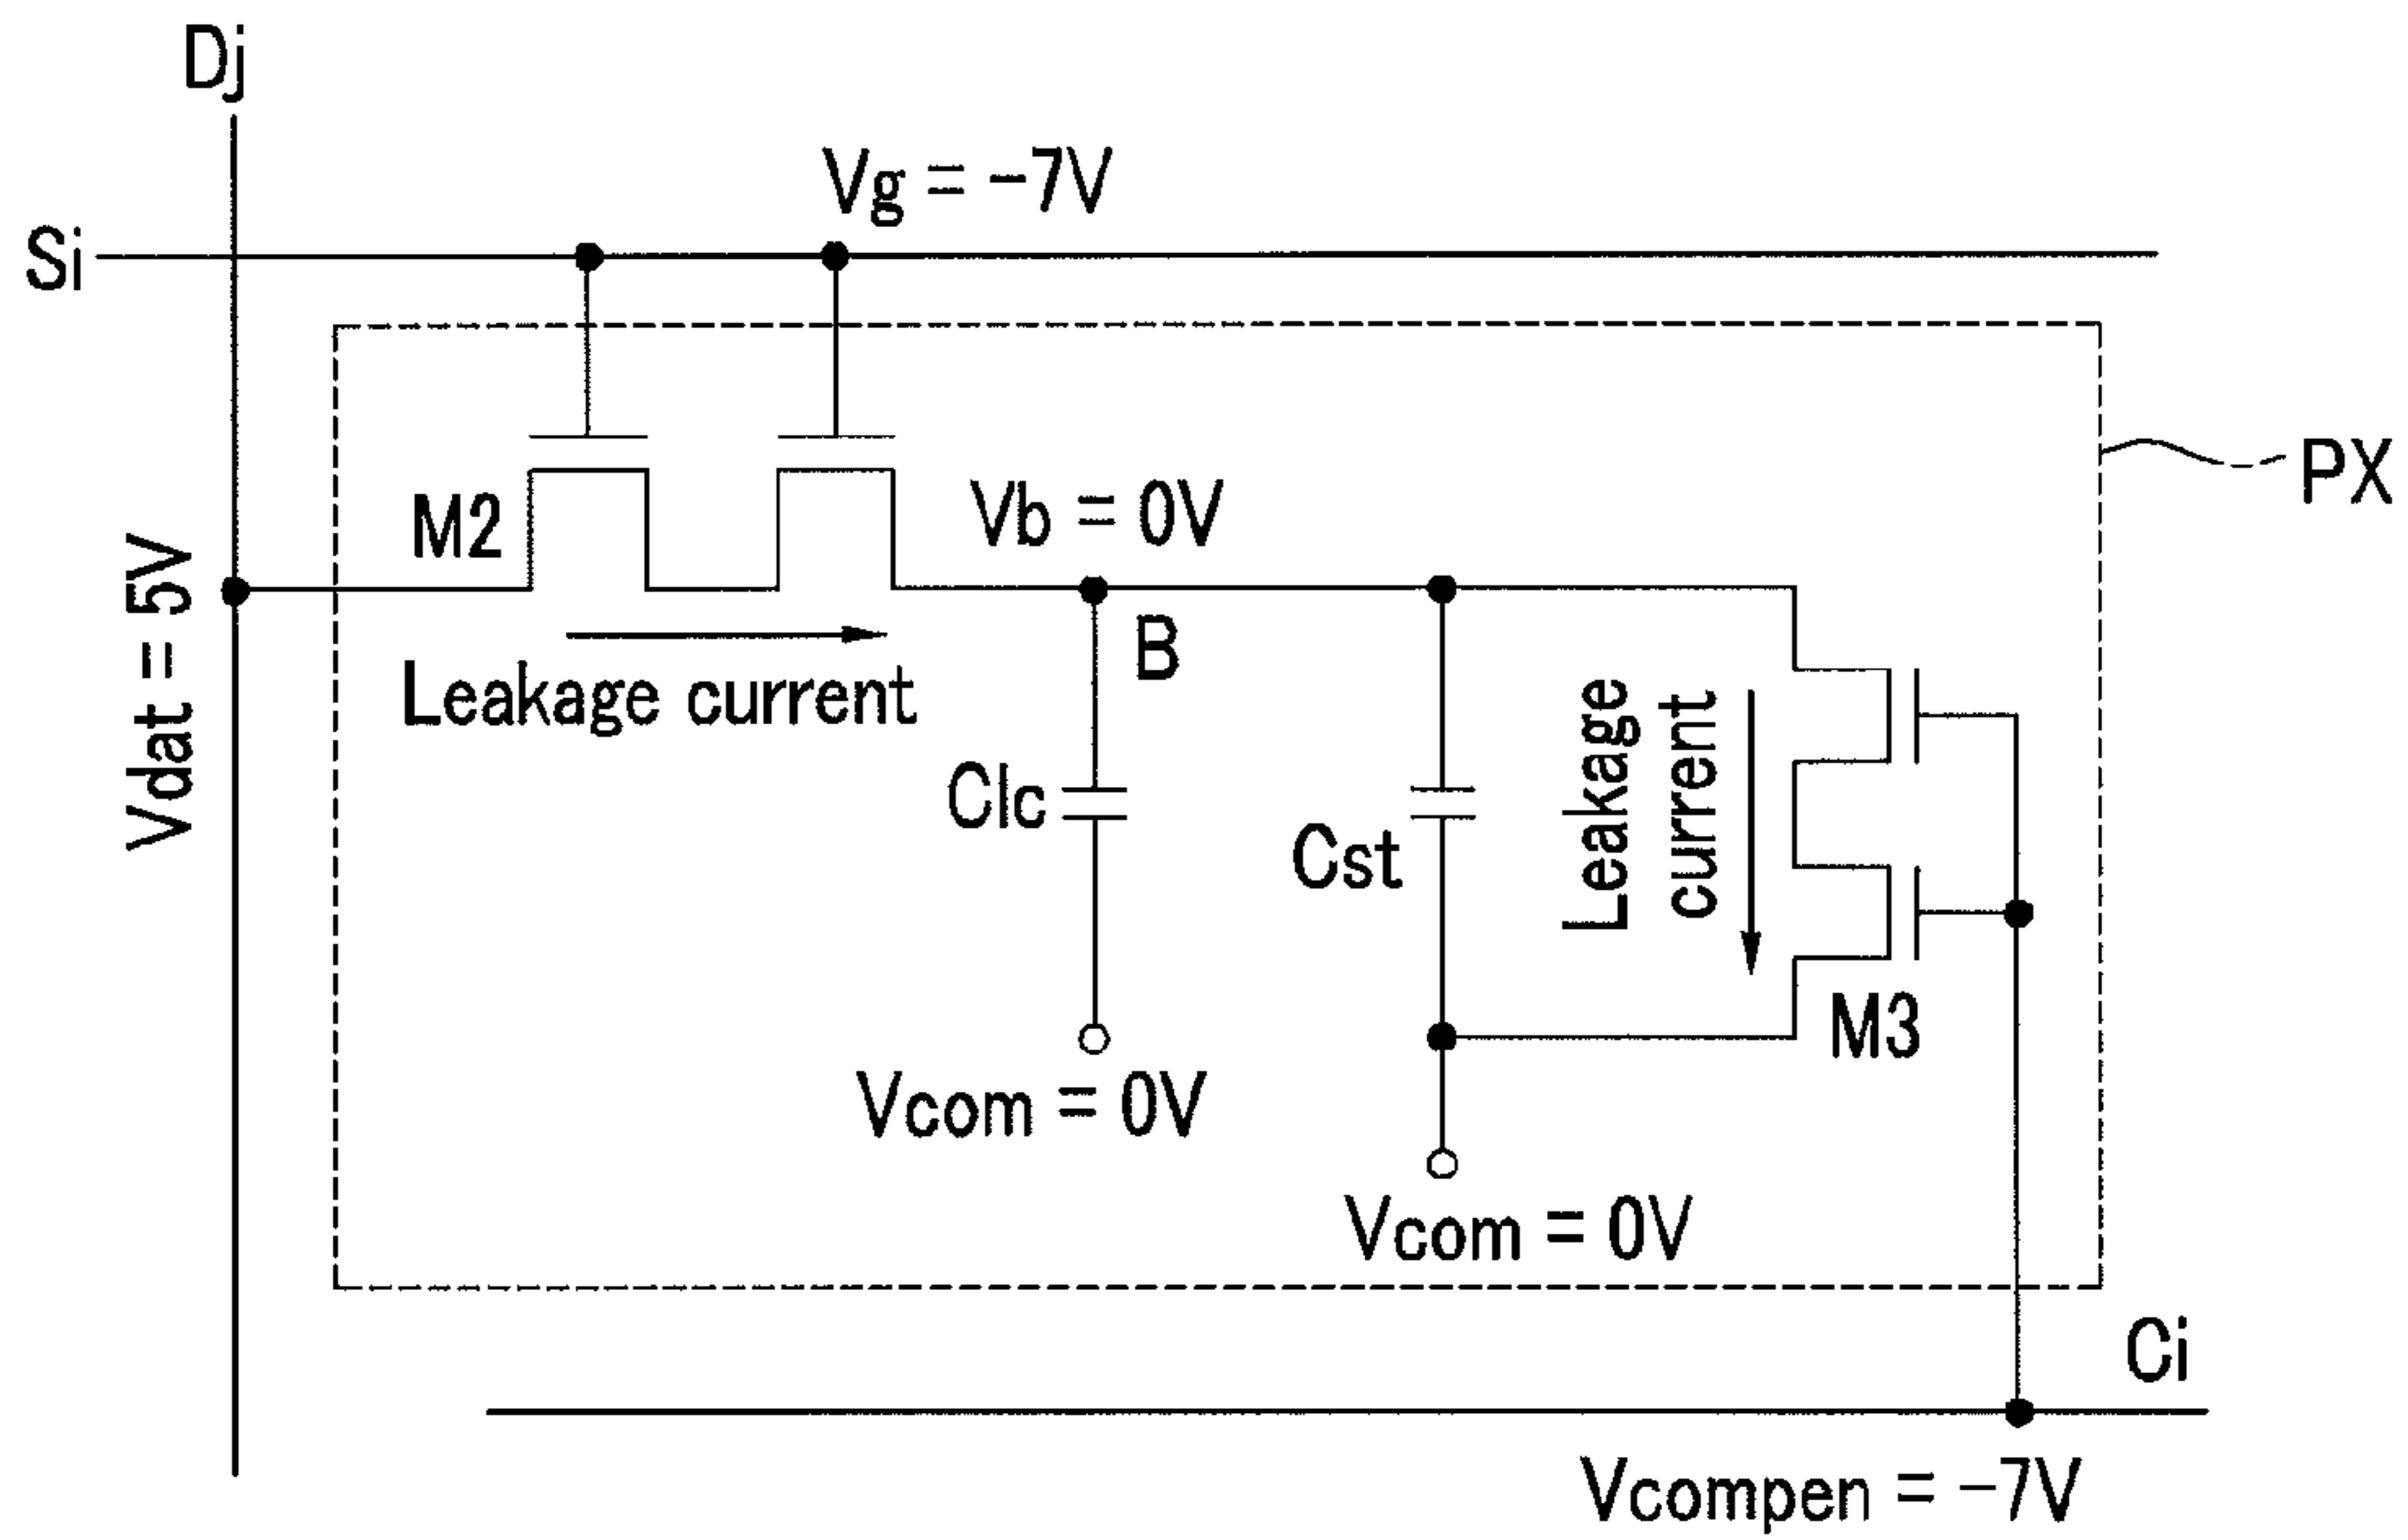 Dj
Vg = -7V
Si
PX
M2
Vb = 0V
Vdat = 5V
B
Leakage current
Clc
Cst
Leakage
current
M3
Vcom = 0V
Vcom = 0V
Ci
Vcompen = -7V